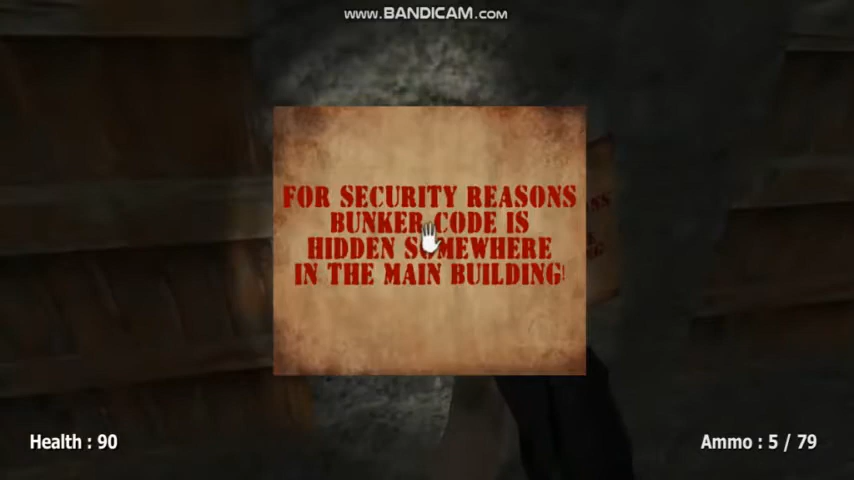 www.BANDICAM.com
FOR SECURITY REASONS
BUNKER CODE IS
HIDDEN SOMEWHERE
IN THE MAIN BUILDING!
Health : 90
Ammo : 5 / 79